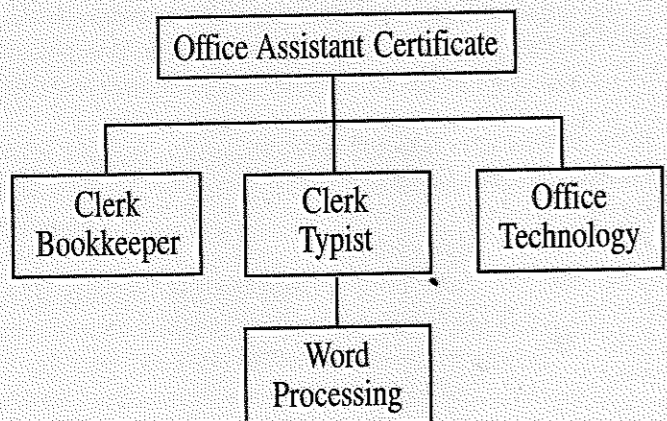 Office Assistant Certificate
Clerk
Bookkeeper
Clerk
Typist
Office
Technology
Word
Processing